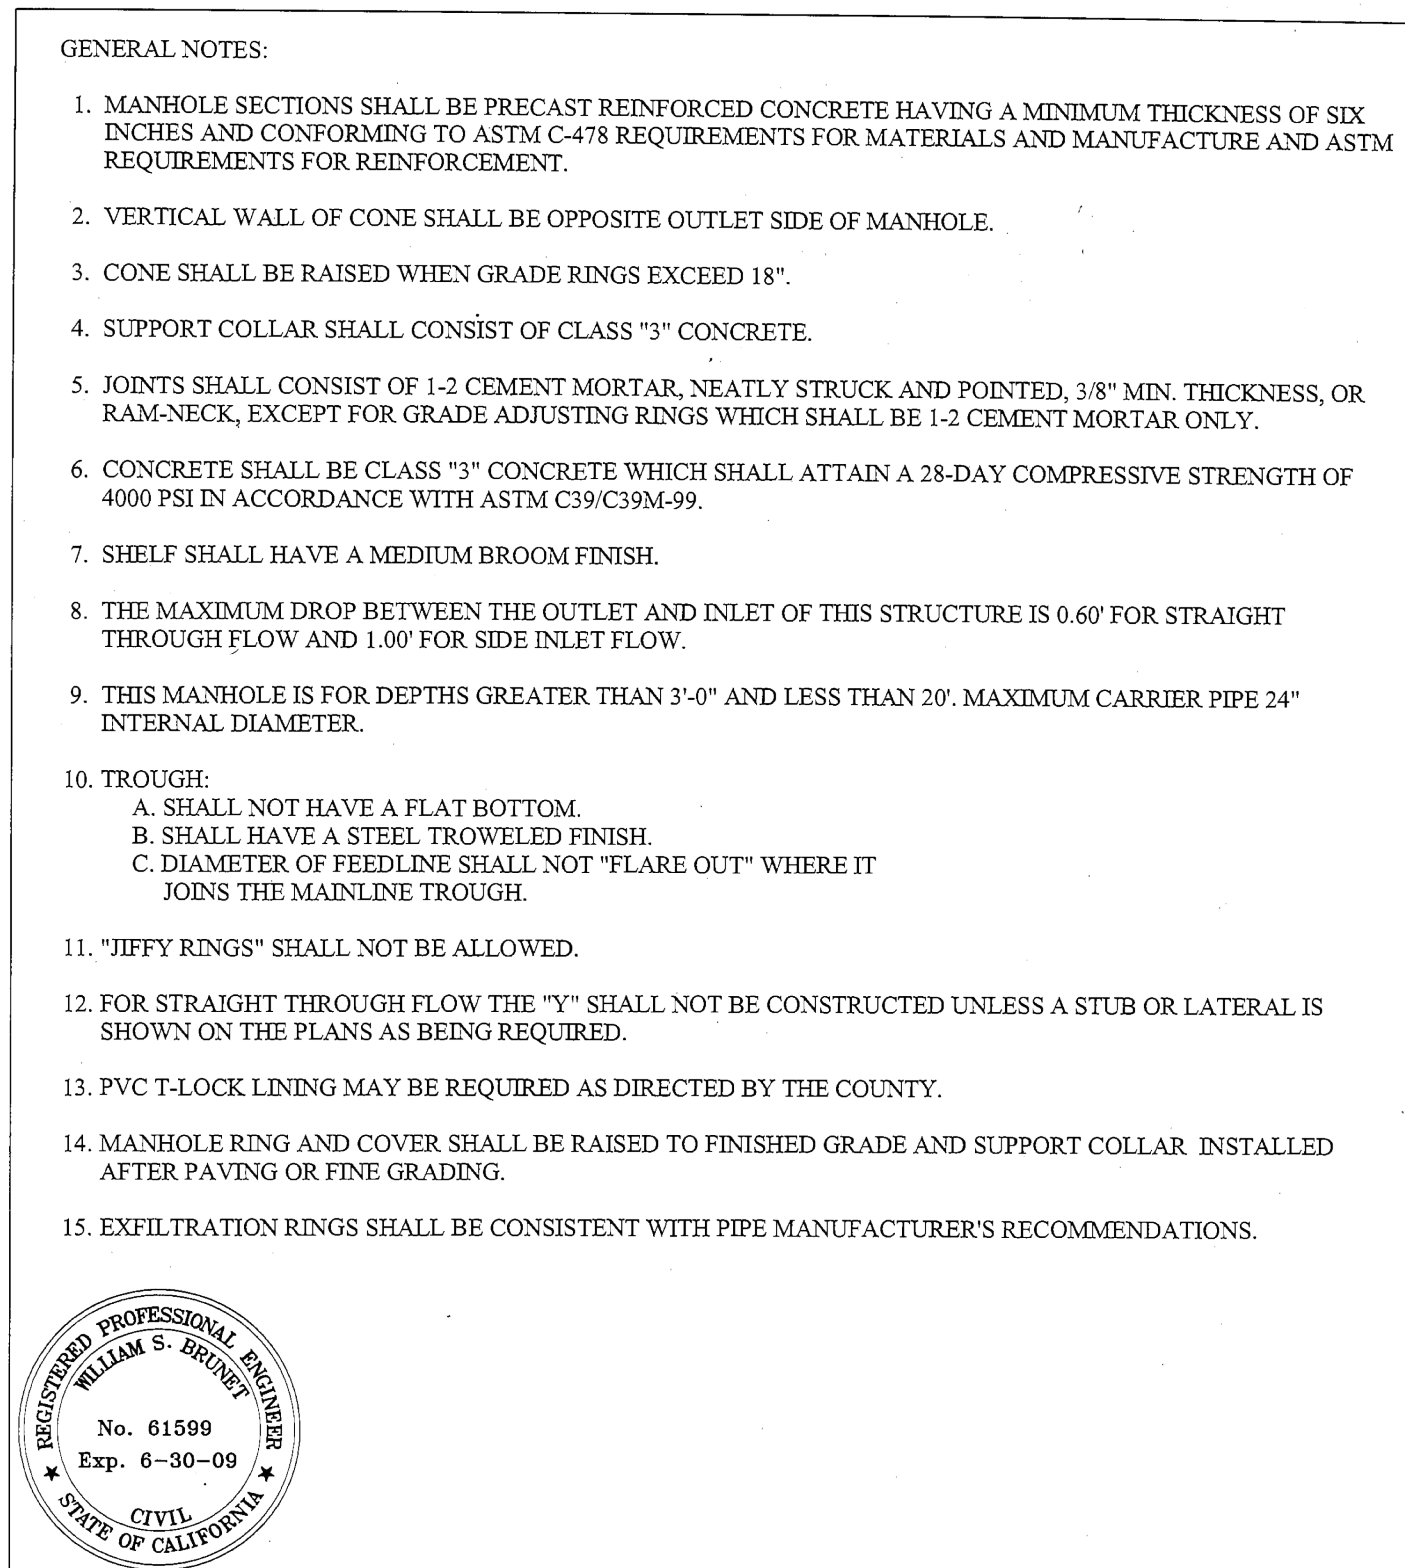 GENERAL NOTES:
1. MANHOLE SECTIONS SHALL BE PRECAST REINFORCED CONCRETE HAVING A MINIMUM THICKNESS OF SIX
INCHES AND CONFORMING TO ASTM C-478 REQUIREMENTS FOR MATERIALS AND MANUFACTURE AND ASTM
REQUIREMENTS FOR REINFORCEMENT.
2. VERTICAL WALL OF CONE SHALL BE OPPOSITE OUTLET SIDE OF MANHOLE.
3. CONE SHALL BE RAISED WHEN GRADE RINGS EXCEED 18".
4. SUPPORT COLLAR SHALL CONSIST OF CLASS "3" CONCRETE.
5. JOINTS SHALL CONSIST OF 1-2 CEMENT MORTAR, NEATLY STRUCK AND POINTED, 3/8" MIN. THICKNESS, OR
RAM-NECK, EXCEPT FOR GRADE ADJUSTING RINGS WHICH SHALL BE 1-2 CEMENT MORTAR ONLY.
6. CONCRETE SHALL BE CLASS "3" CONCRETE WHICH SHALL ATTAIN A 28-DAY COMPRESSIVE STRENGTH OF
4000 PSI IN ACCORDANCE WITH ASTM C39/C39M-99.
7. SHELF SHALL HAVE A MEDIUM BROOM FINISH.
8. THE MAXIMUM DROP BETWEEN THE OUTLET AND INLET OF THIS STRUCTURE IS 0.60' FOR STRAIGHT
THROUGH FLOW AND 1.00' FOR SIDE INLET FLOW.
9. THIS MANHOLE IS FOR DEPTHS GREATER THAN 3'-0" AND LESS THAN 20'. MAXIMUM CARRIER PIPE 24"
INTERNAL DIAMETER.
10. TROUGH:
A. SHALL NOT HAVE A FLAT BOTTOM.
B. SHALL HAVE A STEEL TROWELED FINISH.
C. DIAMETER OF FEEDLINE SHALL NOT "FLARE OUT" WHERE IT
JOINS THE MAINLINE TROUGH.
11. "JIFFY RINGS" SHALL NOT BE ALLOWED.
12. FOR STRAIGHT THROUGH FLOW THE "Y" SHALL NOT BE CONSTRUCTED UNLESS A STUB OR LATERAL IS
SHOWN ON THE PLANS AS BEING REQUIRED.
13. PVC T-LOCK LINING MAY BE REQUIRED AS DIRECTED BY THE COUNTY.
14. MANHOLE RING AND COVER SHALL BE RAISED TO FINISHED GRADE AND SUPPORT COLLAR INSTALLED
AFTER PAVING OR FINE GRADING.
15. EXFILTRATION RINGS SHALL BE CONSISTENT WITH PIPE MANUFACTURER'S RECOMMENDATIONS.
REGISTERED PROFESSIONAL ENGINEER
WILLIAM S. BRUNET
No. 61599
Exp. 6-30-09
CIVIL
STATE OF CALIFORNIA